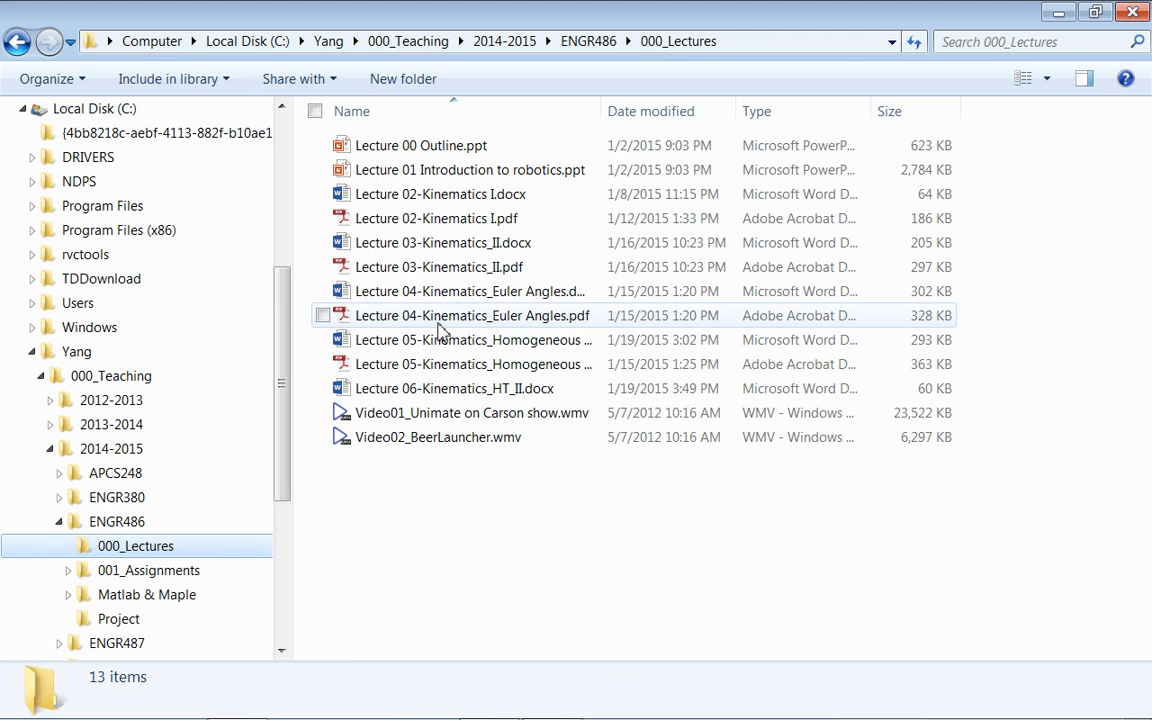 Computer Local Disk (C:) Yang 000_Teaching 2014-2015 ENGR486 000_Lectures Search 000_Lectures
Organize Include in library Share with New folder
Local Disk (C:)
{4bb8218c-aebf-4113-882f-b10ae1
DRIVERS
NDPS
Program Files
Program Files (x86)
rvctools
TDDownload
Users
Windows
Yang
000_Teaching
2012-2013
2013-2014
2014-2015
APCS248
ENGR380
ENGR486
000_Lectures
001_Assignments
Matlab & Maple
Project
ENGR487
Name Date modified Type Size
Lecture 00 Outline.ppt 1/2/2015 9:03 PM Microsoft PowerP... 623 KB
Lecture 01 Introduction to robotics.ppt 1/2/2015 9:03 PM Microsoft PowerP... 2,784 KB
Lecture 02-Kinematics I.docx 1/8/2015 11:15 PM Microsoft Word D... 64 KB
Lecture 02-Kinematics I.pdf 1/12/2015 1:33 PM Adobe Acrobat D... 186 KB
Lecture 03-Kinematics_II.docx 1/16/2015 10:23 PM Microsoft Word D... 205 KB
Lecture 03-Kinematics_II.pdf 1/16/2015 10:23 PM Adobe Acrobat D... 297 KB
Lecture 04-Kinematics_Euler Angles.d... 1/15/2015 1:20 PM Microsoft Word D... 302 KB
Lecture 04-Kinematics_Euler Angles.pdf 1/15/2015 1:20 PM Adobe Acrobat D... 328 KB
Lecture 05-Kinematics_Homogeneous ... 1/19/2015 3:02 PM Microsoft Word D... 293 KB
Lecture 05-Kinematics_Homogeneous ... 1/15/2015 1:25 PM Adobe Acrobat D... 363 KB
Lecture 06-Kinematics_HT_II.docx 1/19/2015 3:49 PM Microsoft Word D... 60 KB
Video01_Unimate on Carson show.wmv 5/7/2012 10:16 AM WMV - Windows ... 23,522 KB
Video02_BeerLauncher.wmv 5/7/2012 10:16 AM WMV - Windows ... 6,297 KB
13 items